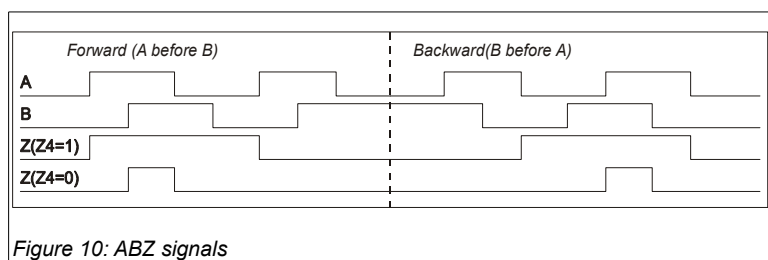 Forward (A before B)
Backward(B before A)
A
B
Z(Z4=1)
Z(Z4=0)
Figure 10: ABZ signals